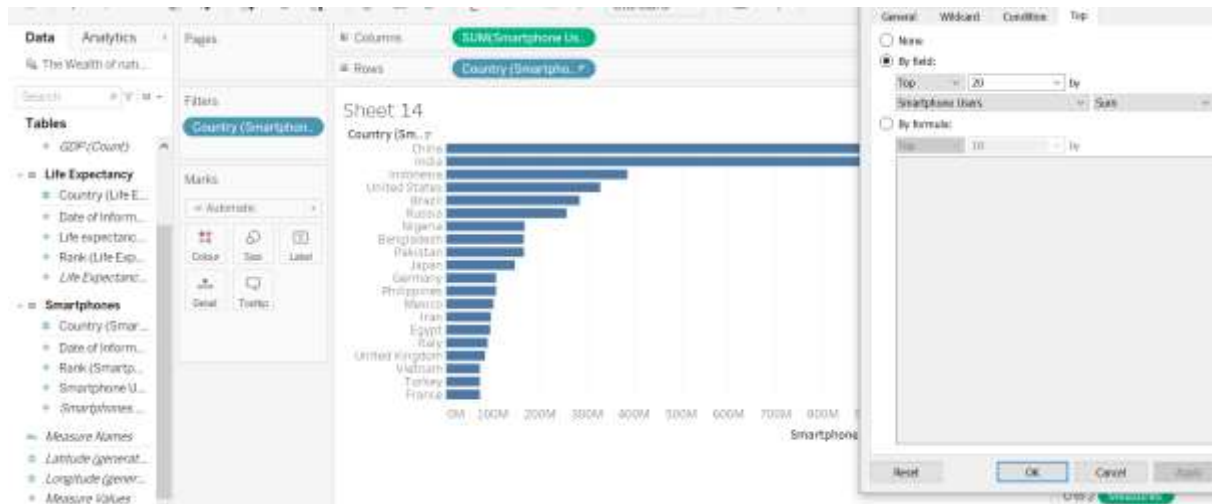 Data
Analytics
The Wealth of nati...
Search
Tables
GDP (Count)
Life Expectancy
Country (Life E...
Date of Inform...
Life expectanc...
Rank (Life Exp...
Life Expectanc...
Smartphones
Country (Smar...
Date of Inform...
Rank (Smartp...
Smartphone U...
Smartphones ...
Measure Names
Latitude (generat...
Longitude (gener...
Measure Values
Pages
Filters
Country (Smartphon..
Marks
Automatic
Colour
Size
Label
Detail
Tooltip
Columns
SUM(Smartphone Us..
Rows
Country (Smartpho..
Sheet 14
Country (Sm..
China
India
Indonesia
United States
Brazil
Russia
Nigeria
Bangladesh
Pakistan
Japan
Germany
Philippines
Mexico
Iran
Egypt
Italy
United Kingdom
Vietnam
Turkey
France
0M 100M 200M 300M 400M 500M 600M 700M 800M
Smartphone
General Wildcard Condition Top
None
By field:
Top 20 by
Smartphone Users Sum
By formula:
Top 10 by
Reset OK Cancel Apply
Measures